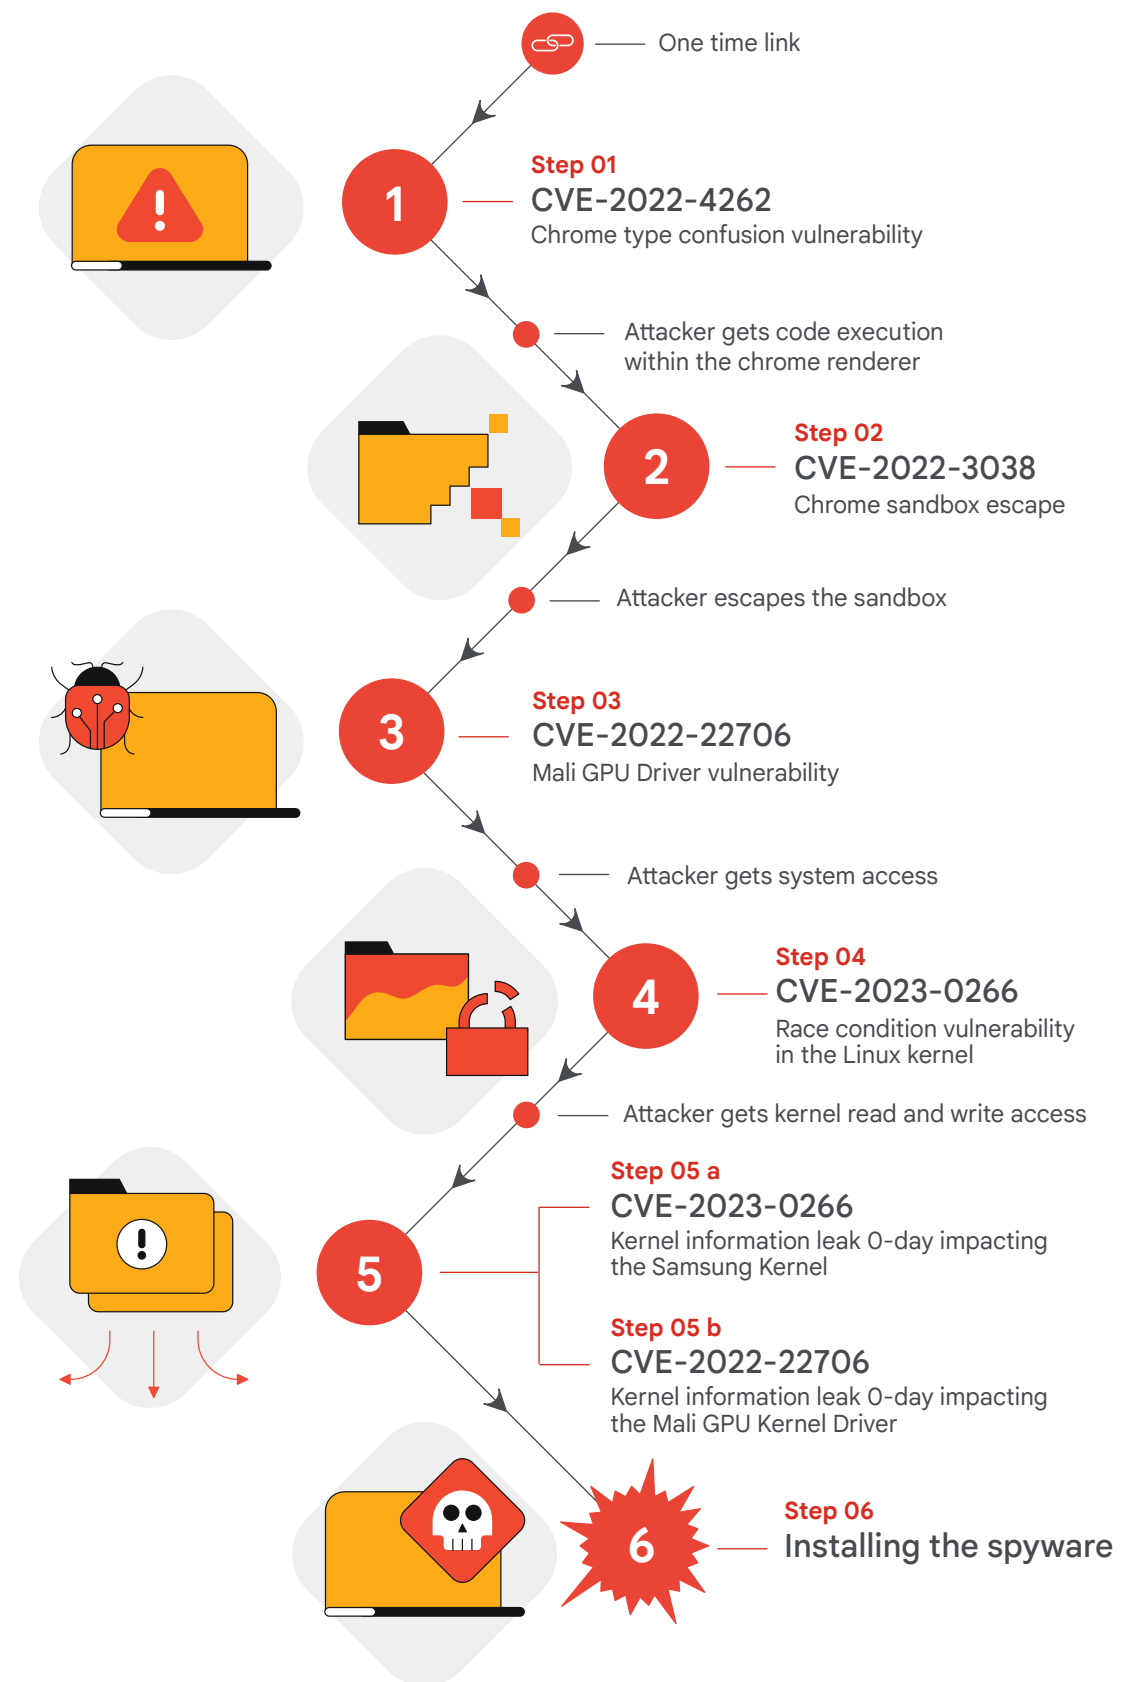 One time link
1
Step 01
CVE-2022-4262
Chrome type confusion vulnerability
Attacker gets code execution
within the chrome renderer
2
Step 02
CVE-2022-3038
Chrome sandbox escape
Attacker escapes the sandbox
3
Step 03
CVE-2022-22706
Mali GPU Driver vulnerability
Attacker gets system access
4
Step 04
CVE-2023-0266
Race condition vulnerability
in the Linux kernel
Attacker gets kernel read and write access
5
Step 05 a
CVE-2023-0266
Kernel information leak 0-day impacting
the Samsung Kernel
Step 05 b
CVE-2022-22706
Kernel information leak 0-day impacting
the Mali GPU Kernel Driver
6
Step 06
Installing the spyware